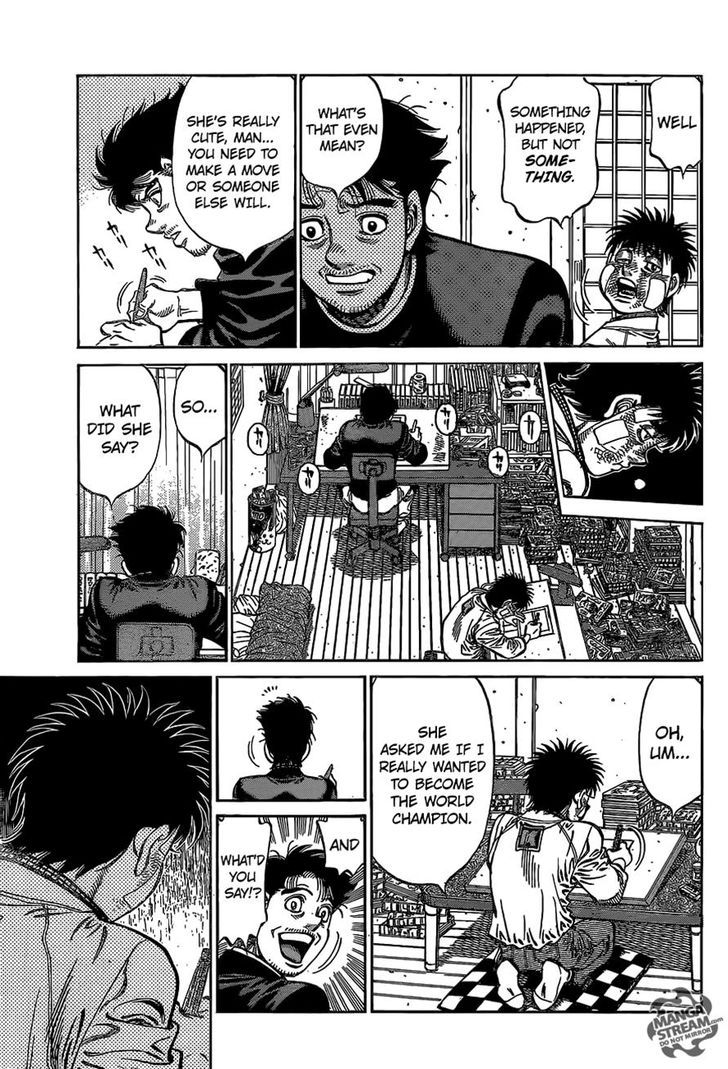 WELL
SOMETHING
HAPPENED,
BUT NOT
SOME-
THING.
WHAT'S
THAT EVEN
MEAN?
SHE'S REALLY
CUTE, MAN...
YOU NEED TO
MAKE A MOVE
OR SOMEONE
ELSE WILL.
SO...
WHAT
DID SHE
SAY?
OH,
UM...
SHE
ASKED ME IF I
REALLY WANTED
TO BECOME
THE WORLD
CHAMPION.
AND
WHAT'D
YOU
SAY!?
MANGA
STREAM.COM
DO NOT MIRROR!